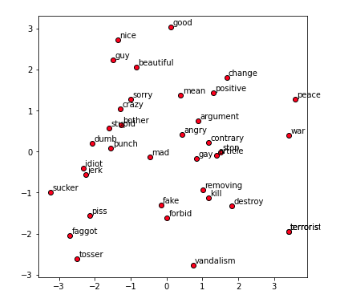 good
3
nice
guy
beautiful
2
change
sorry
mean
positive
peace
crazy
1
argument
bother
stupid
angry
war
dumb
contrary
punch
stop
0
mad
gay
article
idiot
jerk
sucker
removing
-1
kill
fake
destroy
piss
forbid
faggot
terrorist
-2
tosser
vandalism
-3
-3 -2 -1 0 1 2 3